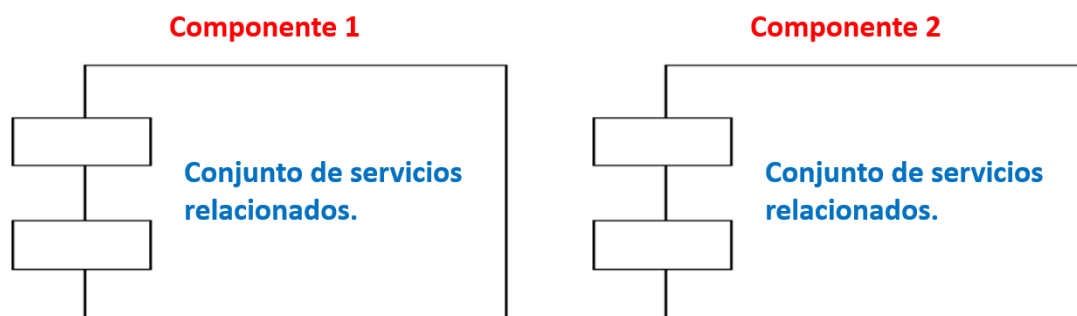 Componente 1
Componente 2
Conjunto de servicios
relacionados.
Conjunto de servicios
relacionados.